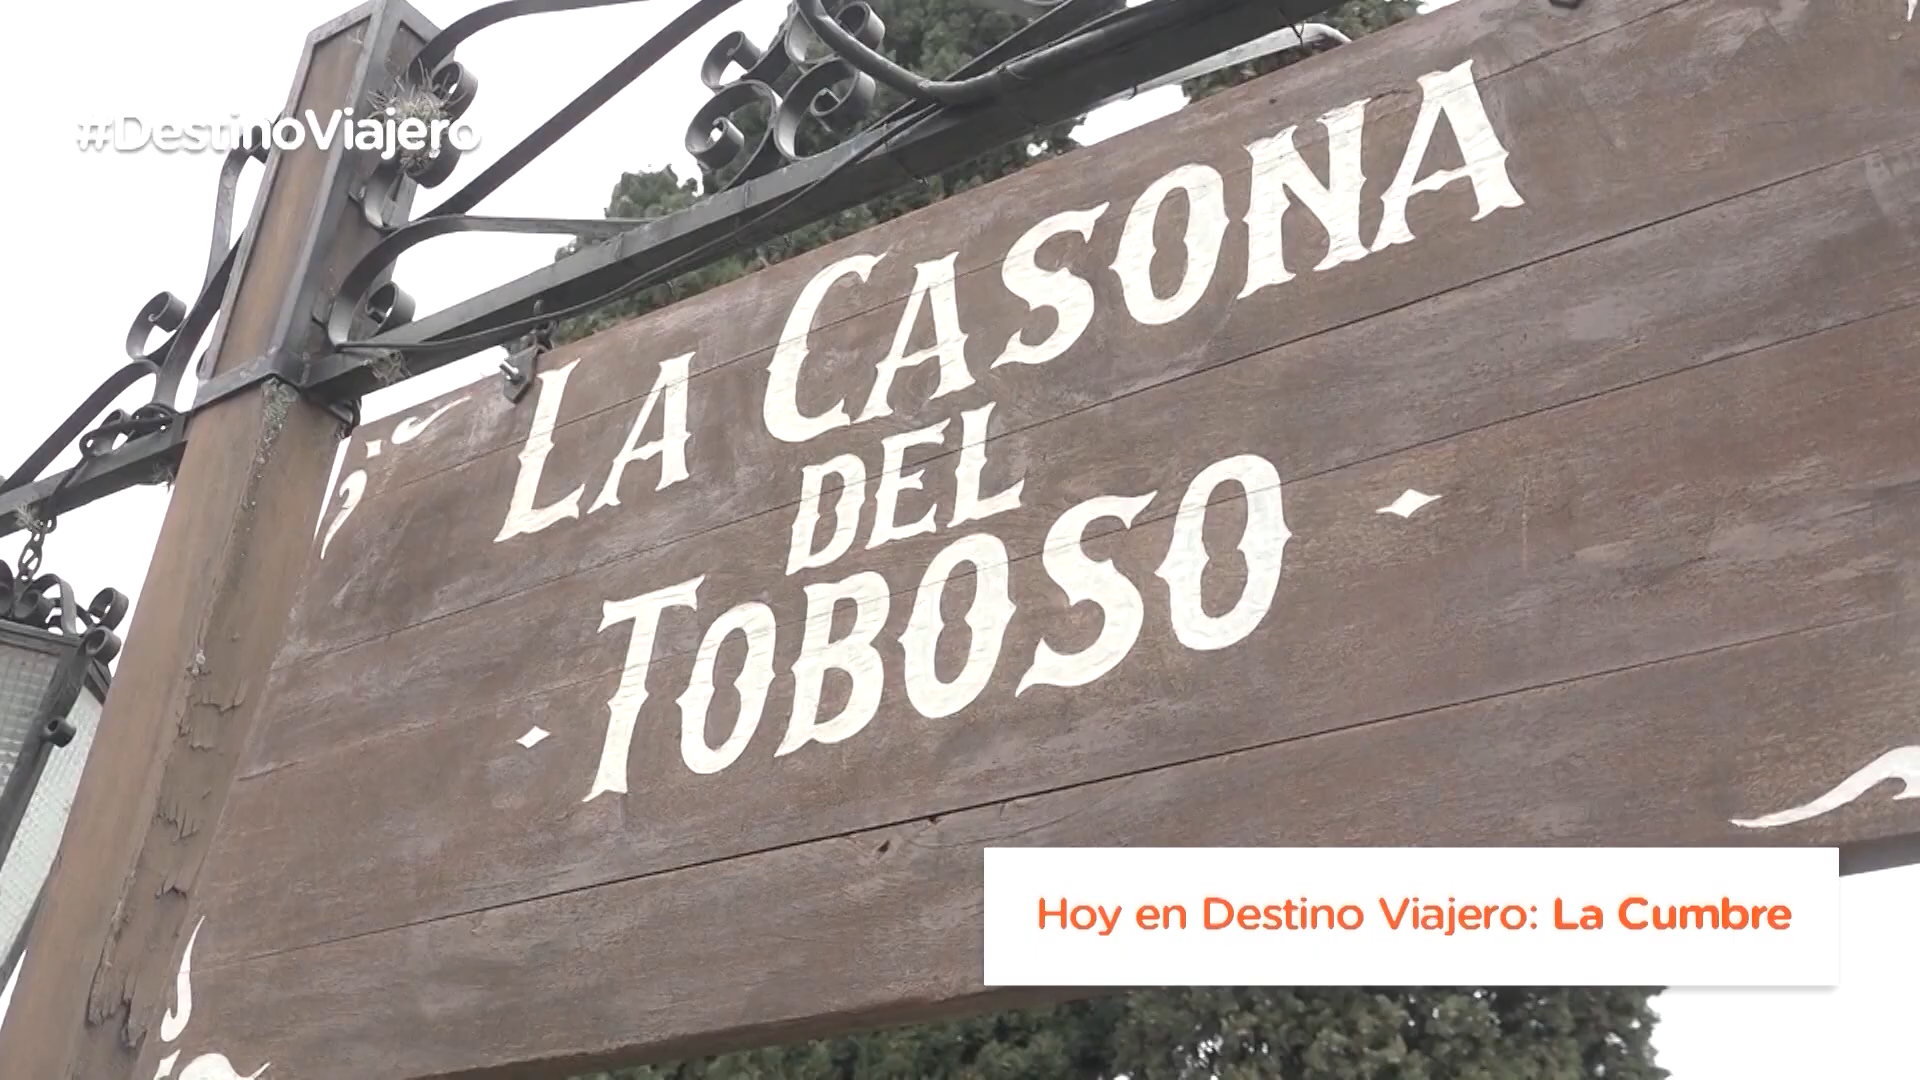 #DestinoViajero
LA CASONA
DEL
TOBOSO
Hoy en Destino Viajero: La Cumbre